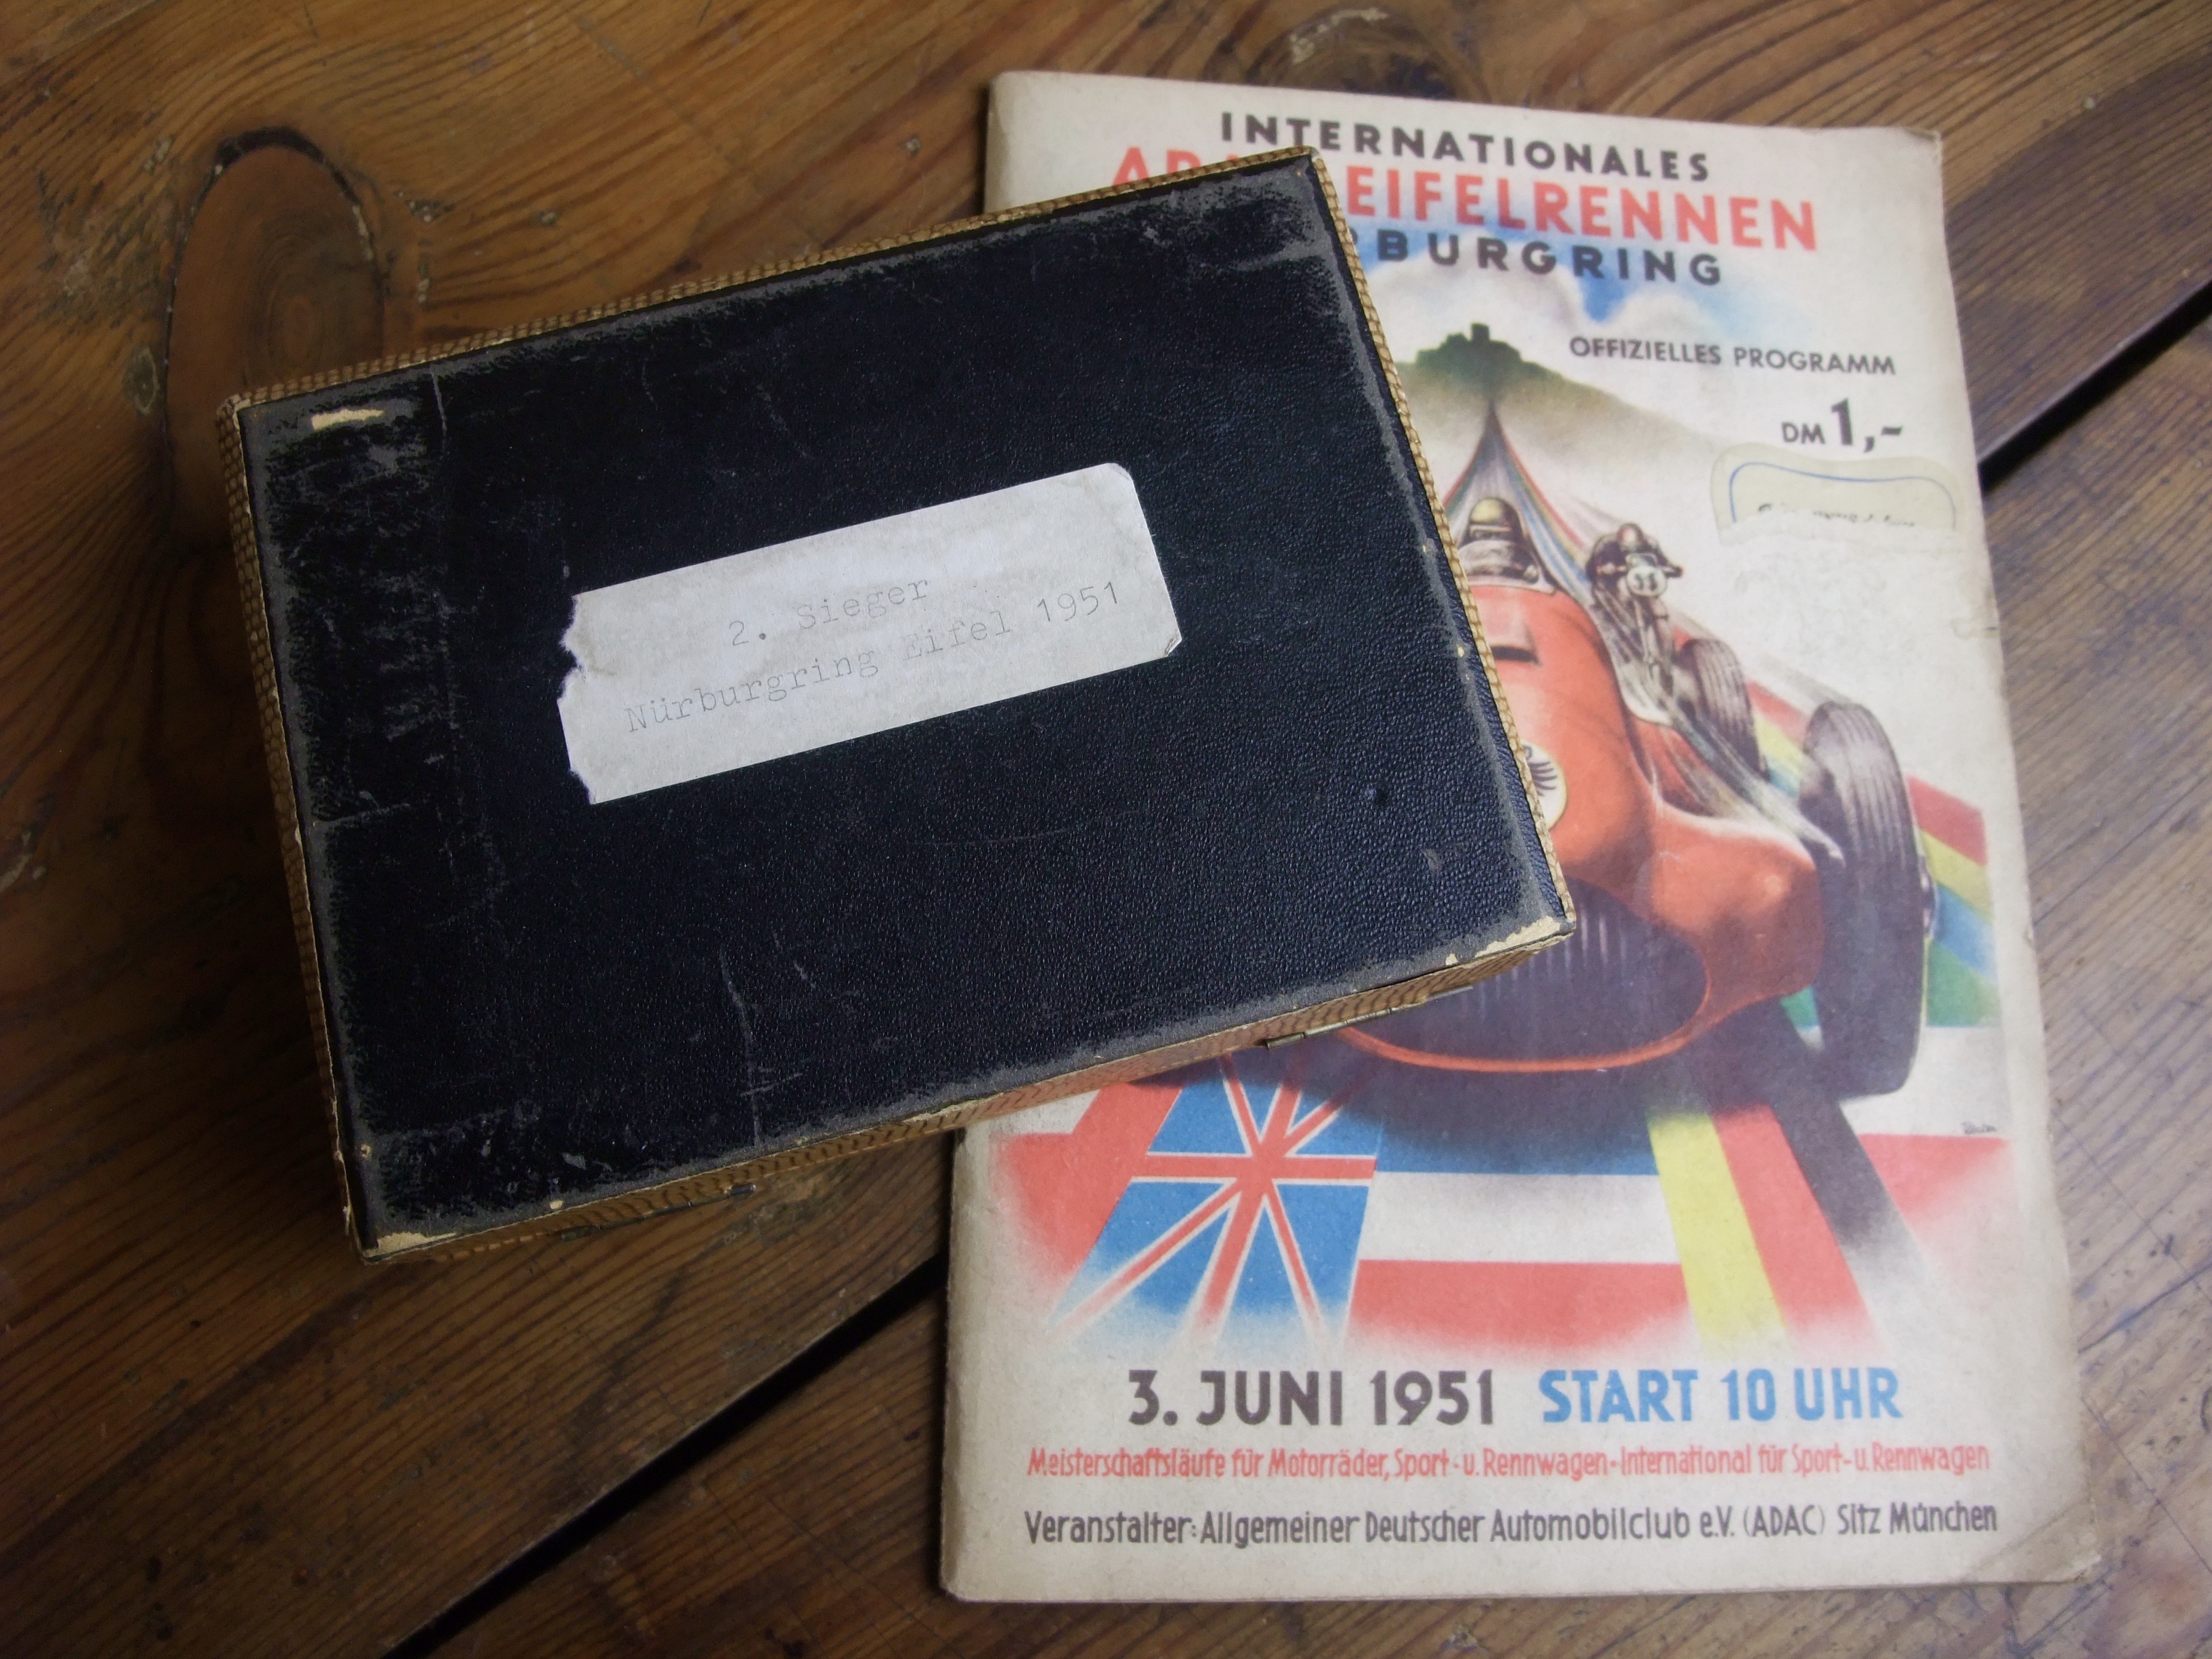 INTERNATIONALES
EIFELRENNEN
BURGRING
OFFIZIELLES PROGRAMM
DM 1,-
33
2. Sieger
Nürburgring Eifel 1951
3. JUNI 1951 START 10 UHR
Meisterschaftsläufe für Motorräder, Sport- u. Rennwagen-International für Sport- u. Rennwagen
Veranstalter: Allgemeiner Deutscher Automobilclub e.V. (ADAC) Sitz München